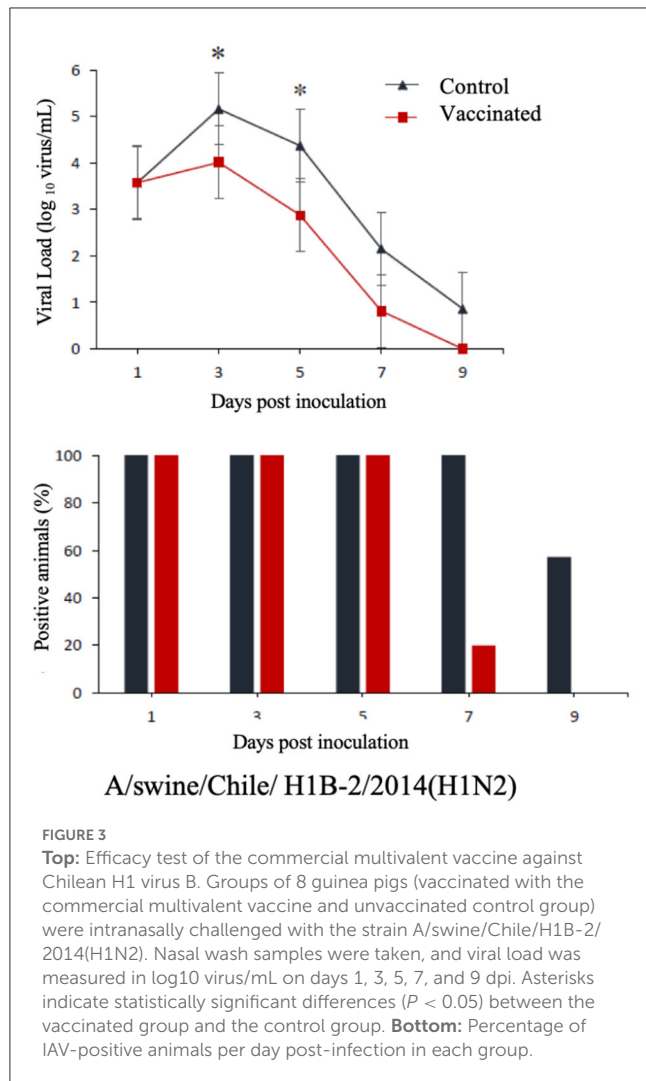 *
*
Control
Vaccinated
6
5
4
3
2
1
0
Viral Load (log 10 virus/mL)
1 3 5 7 9
Days post inoculation
100
80
60
40
20
0
Positive animals (%)
1 3 5 7 9
Days post inoculation
A/swine/Chile/ H1B-2/2014(H1N2)
FIGURE 3
Top: Efficacy test of the commercial multivalent vaccine against
Chilean H1 virus B. Groups of 8 guinea pigs (vaccinated with the
commercial multivalent vaccine and unvaccinated control group)
were intranasally challenged with the strain A/swine/Chile/H1B-2/
2014(H1N2). Nasal wash samples were taken, and viral load was
measured in log10 virus/mL on days 1, 3, 5, 7, and 9 dpi. Asterisks
indicate statistically significant differences (P < 0.05) between the
vaccinated group and the control group. Bottom: Percentage of
IAV-positive animals per day post-infection in each group.